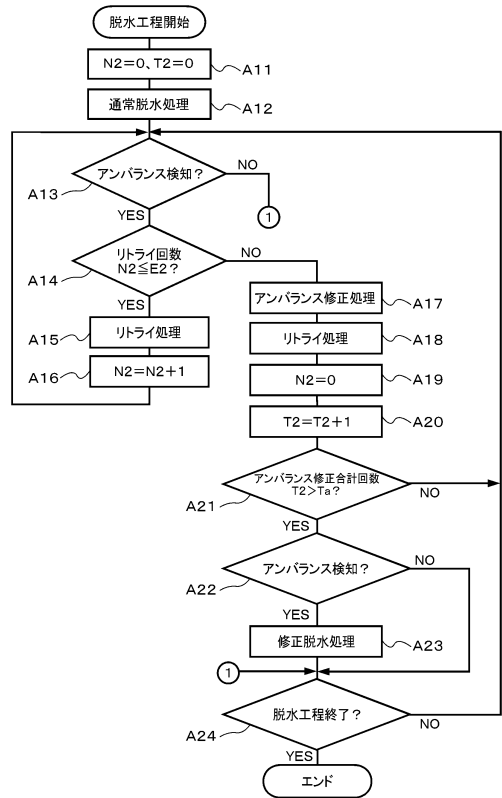 脱水工程開始
N2=0、T2=0
A11
通常脱水処理
A12
アンバランス検知？
NO
A13
YES
①
リトライ回数
N2≦E2？
NO
A14
YES
リトライ処理
A15
N2=N2+1
A16
アンバランス修正処理
A17
リトライ処理
A18
N2=0
A19
T2=T2+1
A20
アンバランス修正合計回数
T2>Ta？
NO
A21
YES
アンバランス検知？
NO
A22
YES
修正脱水処理
A23
①
脱水工程終了？
NO
A24
YES
エンド